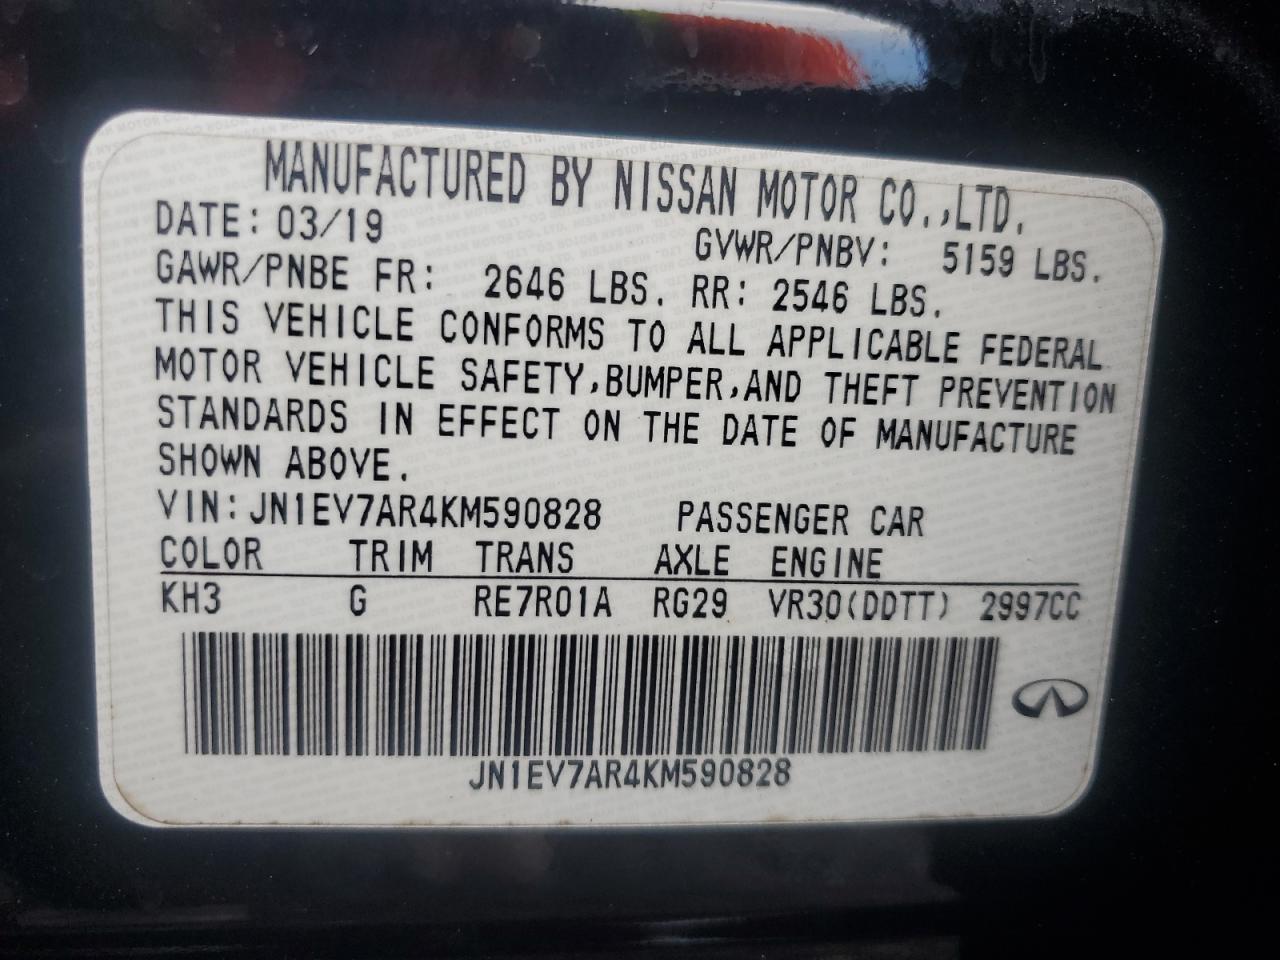 MANUFACTURED BY NISSAN MOTOR CO.,LTD.
DATE: 03/19 GVWR/PNBV: 5159 LBS.
GAWR/PNBE FR: 2646 LBS. RR: 2546 LBS.
THIS VEHICLE CONFORMS TO ALL APPLICABLE FEDERAL
MOTOR VEHICLE SAFETY,BUMPER,AND THEFT PREVENTION
STANDARDS IN EFFECT ON THE DATE OF MANUFACTURE
SHOWN ABOVE.
VIN:JN1EV7AR4KM590828 PASSENGER CAR
COLOR TRIM TRANS AXLE ENGINE
KH3 G RE7R01A RG29 VR30(DDTT) 2997CC
JN1EV7AR4KM590828